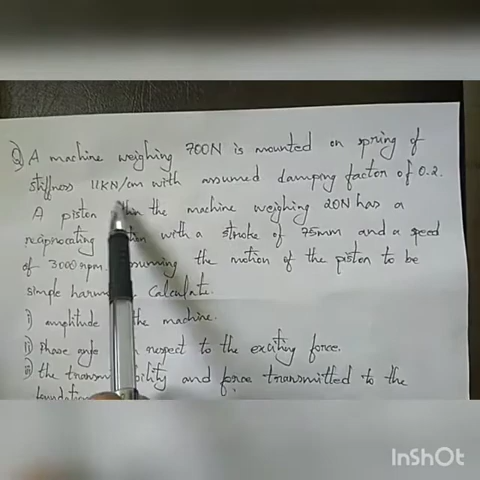 Q) A machine weighing 700N is mounted on spring of
stiffness 11KN/cm with assumed damping factor of 0.2.
A piston the machine weighing 20N has a
reciprocating with a stroke of 75mm and a speed
of 3000 rpm. the motion of the piston to be
simple Calculate.
i) amplitude the machine.
ii) Phase angle respect to the exciting force.
iii) the and force transmitted to the
InShOt